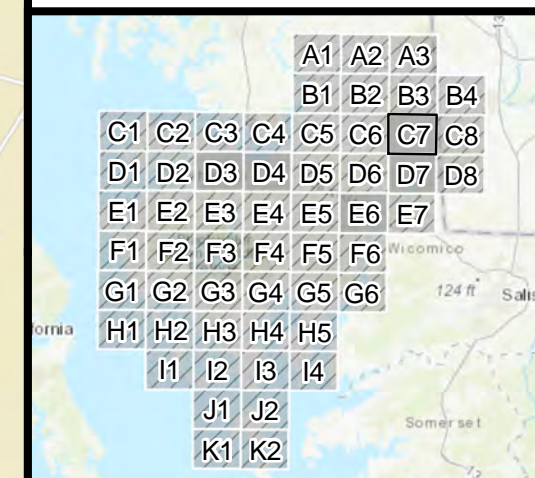 A1 A2 A3
B1 B2 B3 B4
C1 C2 C3 C4 C5 C6 C7 C8
D1 D2 D3 D4 D5 D6 D7 D8
E1 E2 E3 E4 E5 E6 E7
F1 F2 F3 F4 F5 F6 Wicomico
G1 G2 G3 G4 G5 G6 124 ft Salis
ornia H1 H2 H3 H4 H5
I1 I2 I3 I4
J1 J2 Somerset
K1 K2